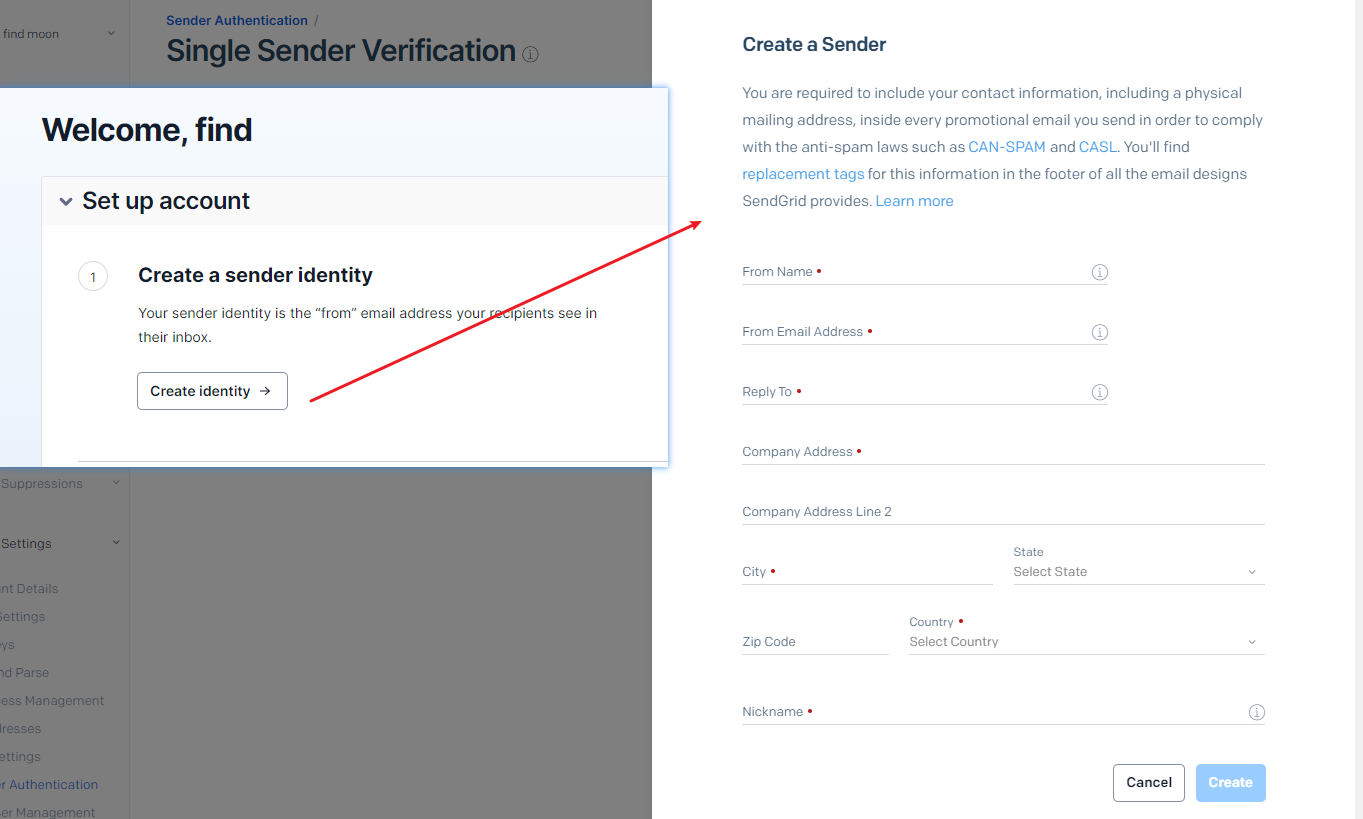 find moon
Sender Authentication /
Single Sender Verification
Welcome, find
Set up account
1
Create a sender identity
Your sender identity is the “from” email address your recipients see in
their inbox.
Create identity →
Suppressions
Settings
nt Details
Settings
ys
nd Parse
ess Management
dresses
ettings
r Authentication
er Management
Create a Sender
You are required to include your contact information, including a physical
mailing address, inside every promotional email you send in order to comply
with the anti-spam laws such as CAN-SPAM and CASL. You'll find
replacement tags for this information in the footer of all the email designs
SendGrid provides. Learn more
From Name •
From Email Address •
Reply To •
Company Address •
Company Address Line 2
City •
State
Select State
Zip Code
Country •
Select Country
Nickname •
Cancel
Create